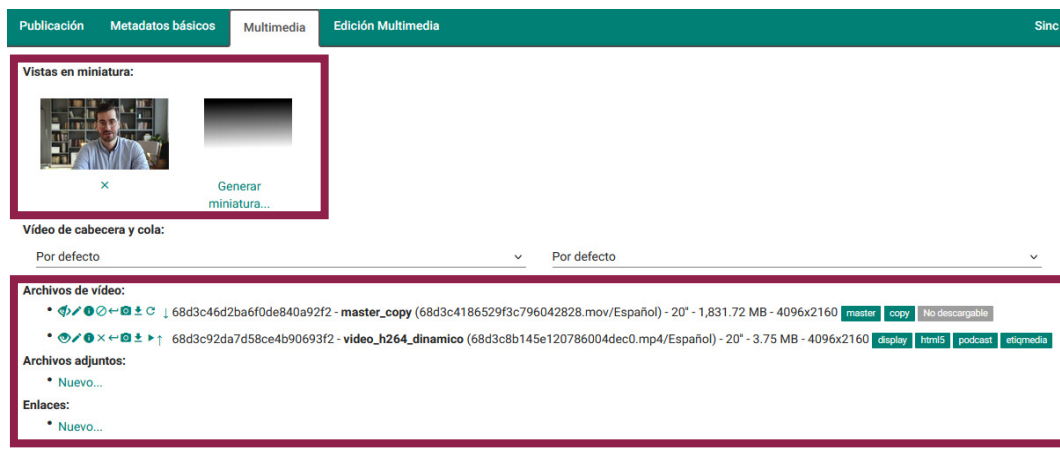 Publicación Metadatos básicos Multimedia Edición Multimedia Sinc
Vistas en miniatura:
×
Generar
miniatura...
Vídeo de cabecera y cola:
Por defecto Por defecto
Archivos de vídeo:
68d3c46d2ba6f0de840a92f2 - master_copy (68d3c4186529f3c796042828.mov/Español) - 20" - 1,831.72 MB - 4096x2160 master copy No descargable
68d3c92da7d58ce4b90693f2 - video_h264_dinamico (68d3c8b145e120786004dec0.mp4/Español) - 20" - 3.75 MB - 4096x2160 display html5 podcast etiqmedia
Archivos adjuntos:
Nuevo...
Enlaces:
Nuevo...